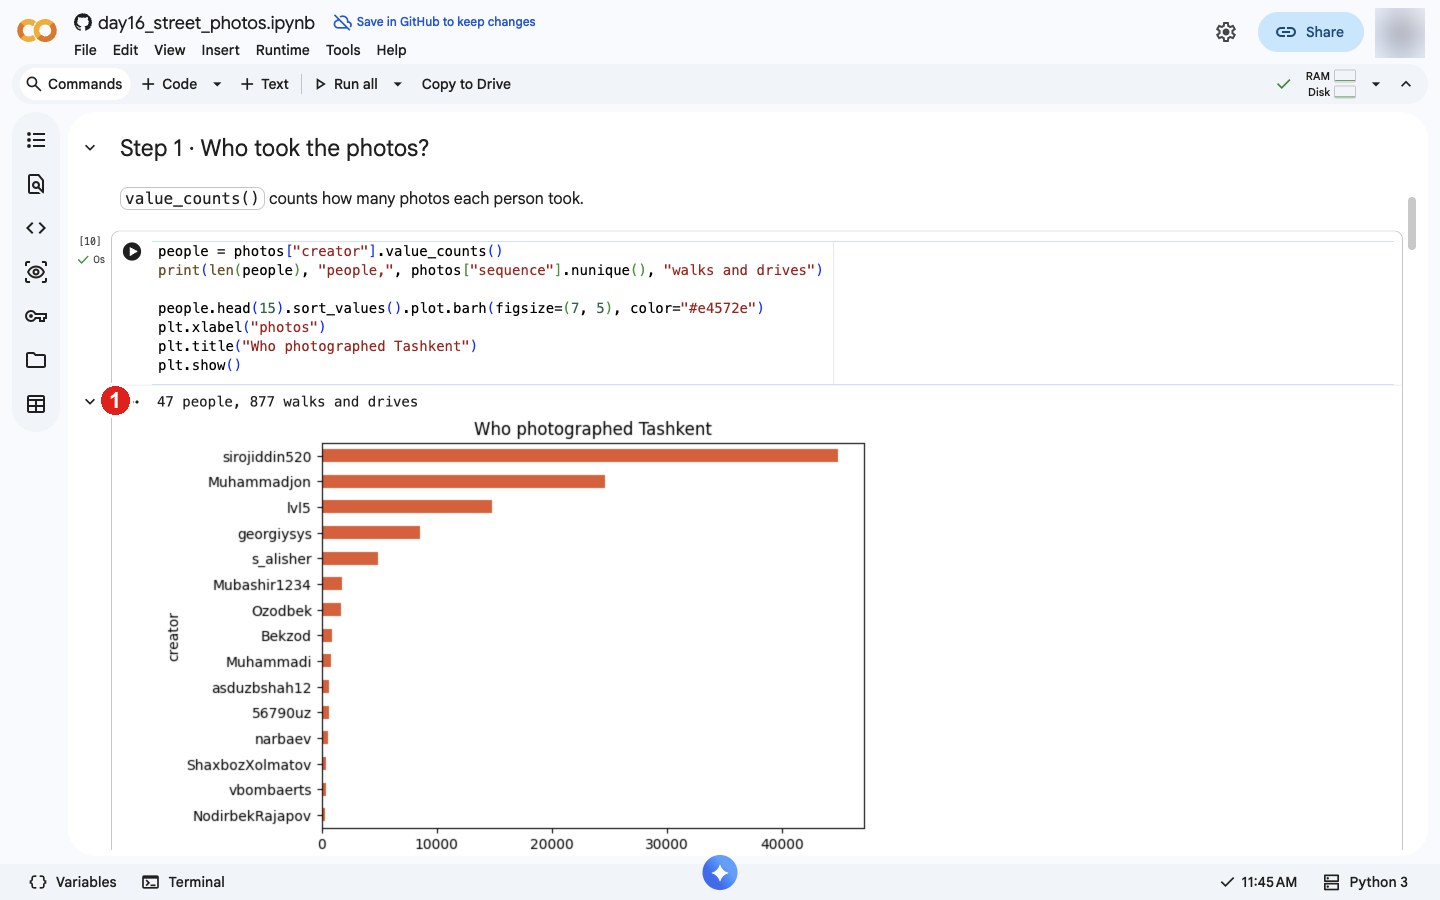 day16_street_photos.ipynb
Save in GitHub to keep changes
File Edit View Insert Runtime Tools Help
Share
Commands
+ Code
+ Text
Run all
Copy to Drive
RAM
Disk
Step 1 · Who took the photos?
value_counts() counts how many photos each person took.
[10]
0s
people = photos["creator"].value_counts()
print(len(people), "people,", photos["sequence"].nunique(), "walks and drives")
people.head(15).sort_values().plot.barh(figsize=(7, 5), color="#e4572e")
plt.xlabel("photos")
plt.title("Who photographed Tashkent")
plt.show()
1
47 people, 877 walks and drives
Who photographed Tashkent
sirojiddin520
Muhammadjon
lvl5
georgiysys
s_alisher
Mubashir1234
Ozodbek
Bekzod
Muhammadi
asduzbshah12
56790uz
narbaev
ShaxbozXolmatov
vbombaerts
NodirbekRajapov
creator
0 10000 20000 30000 40000
{} Variables
Terminal
11:45 AM
Python 3